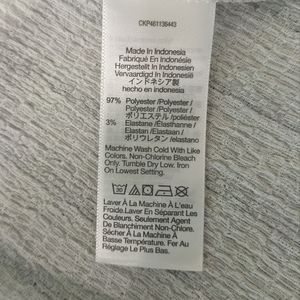 CKP461138443
Made In Indonesia
Fabriqué En Indonésie
Hergestellt In Indonesien
Vervaardigd In Indonesië
インドネシア製
hecho en indonesia
97% Polyester /Polyester /
Polyester /Polyester /
ポリエステル /poliéster
3% Elastane /Élasthanne /
Elastan /Elastaan /
ポリウレタン /elastano
Machine Wash Cold With Like
Colors. Non-Chlorine Bleach
Only. Tumble Dry Low. Iron
On Lowest Setting.
30
Laver À La Machine À L'eau
Froide.Laver En Séparant Les
Couleurs. Seulement Agent
De Blanchiment Non-Chloré.
Sécher À La Machine À
Basse Température. Fer Au
Réglage Le Plus Bas.